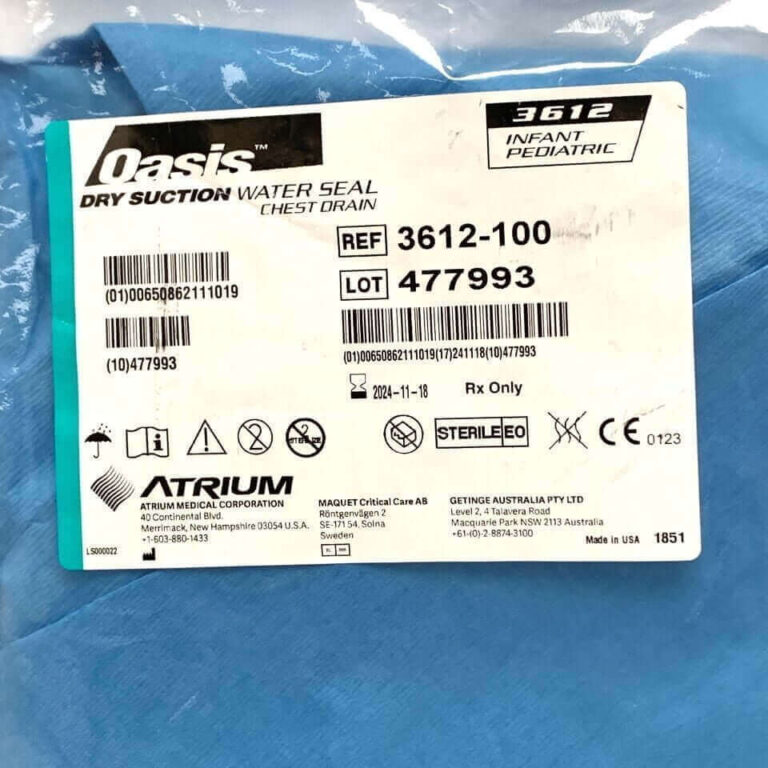 Oasis™
DRY SUCTION WATER SEAL
CHEST DRAIN
3612
INFANT
PEDIATRIC
REF 3612-100
LOT 477993
(01)00650862111019
(10)477993
(01)00650862111019(17)241118(10)477993
2024-11-18 Rx Only
2 STERILE EO CE 0123
ATRIUM
ATRIUM MEDICAL CORPORATION
40 Continental Blvd.
Merrimack, New Hampshire 03054 U.S.A.
+1-603-880-1433
MAQUET Critical Care AB
Röntgenvägen 2
SE-171 54, Solna
Sweden
GETINGE AUSTRALIA PTY LTD
Level 2, 4 Talavera Road
Macquarie Park NSW 2113 Australia
+61-(0)-2-8874-3100
LS000022
Made in USA 1851